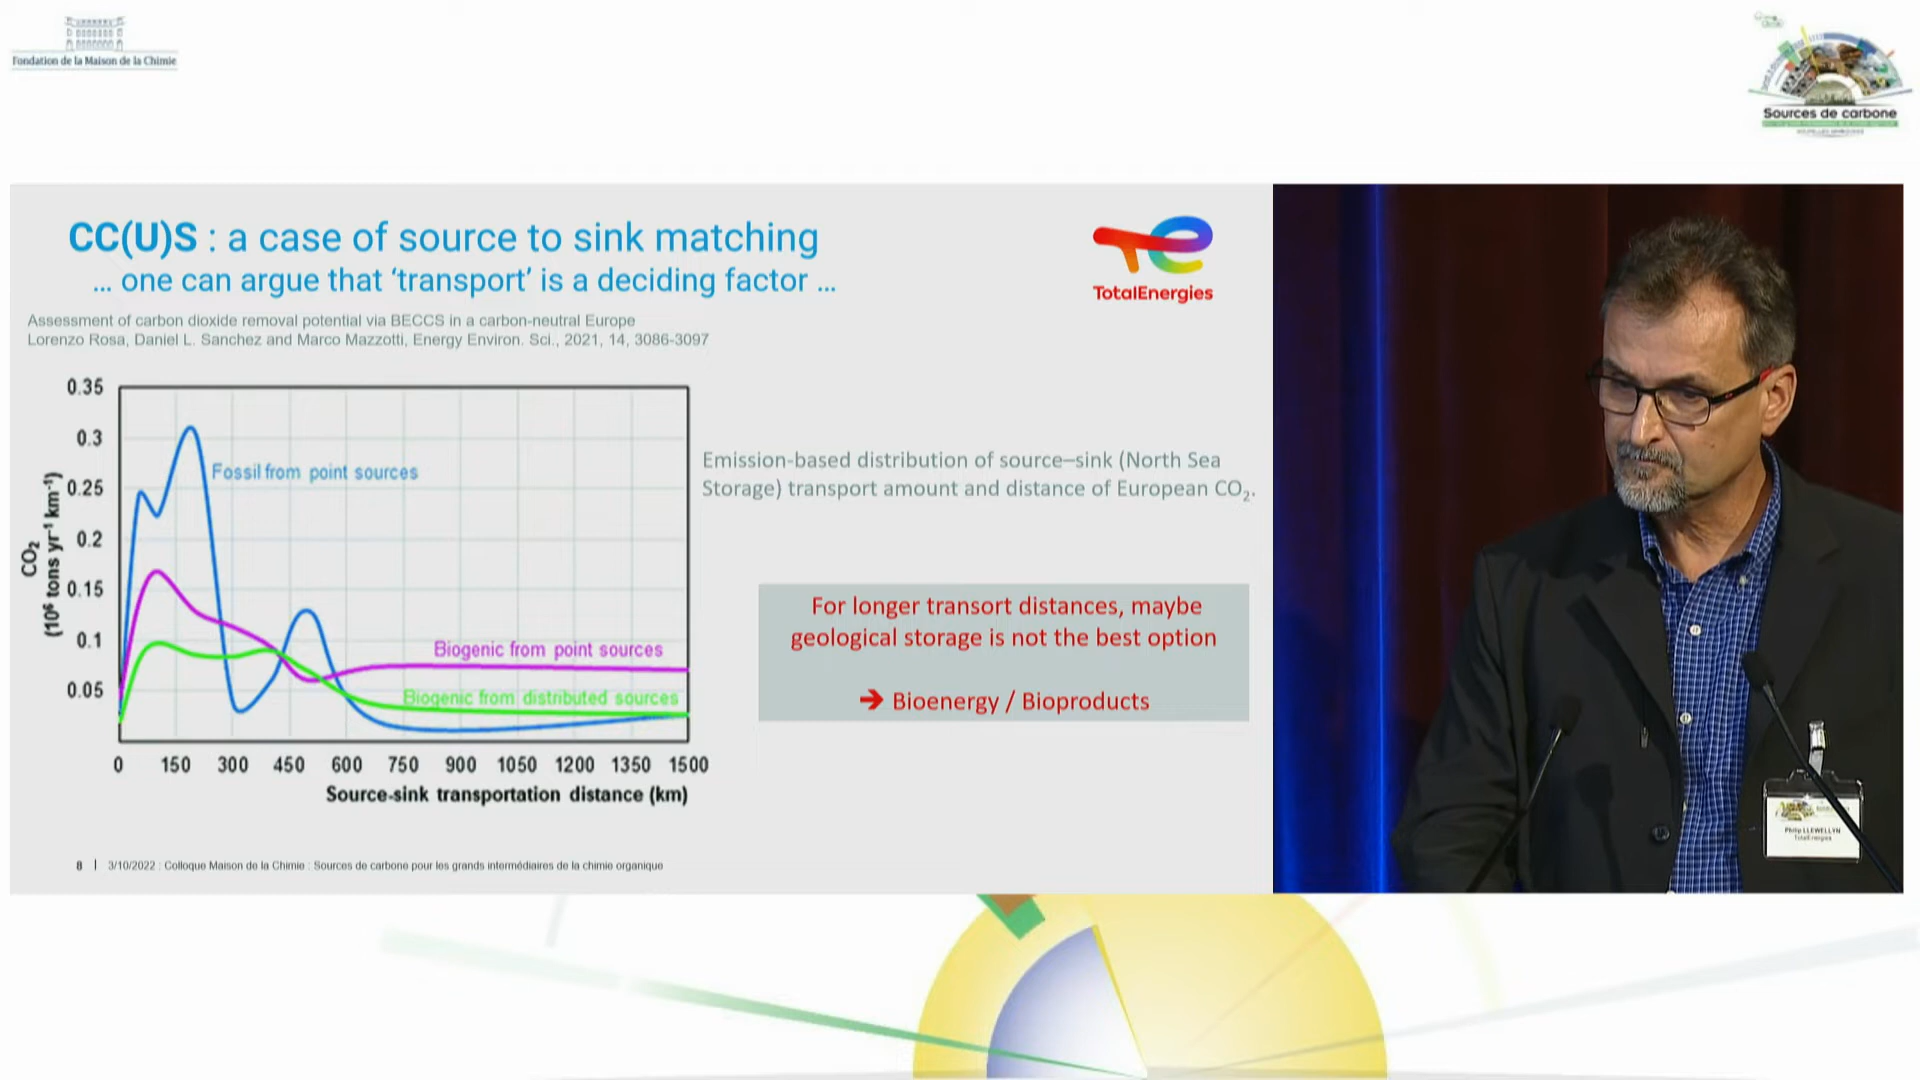 Fondation de la Maison de la Chimie
Sources de carbone
CC(U)S : a case of source to sink matching
... one can argue that ‘transport’ is a deciding factor ...
TotalEnergies
Assessment of carbon dioxide removal potential via BECCS in a carbon-neutral Europe
Lorenzo Rosa, Daniel L. Sanchez and Marco Mazzotti, Energy Environ. Sci., 2021, 14, 3086-3097
CO₂
(10⁶ tons yr⁻¹ km⁻¹)
0.35
0.3
0.25
0.2
0.15
0.1
0.05
Fossil from point sources
Biogenic from point sources
Biogenic from distributed sources
0 150 300 450 600 750 900 1050 1200 1350 1500
Source-sink transportation distance (km)
Emission-based distribution of source–sink (North Sea
Storage) transport amount and distance of European CO₂.
For longer transort distances, maybe
geological storage is not the best option
➔ Bioenergy / Bioproducts
8 | 3/10/2022 : Colloque Maison de la Chimie : Sources de carbone pour les grands intermédiaires de la chimie organique
Philip LLEWELLYN
TotalEnergies